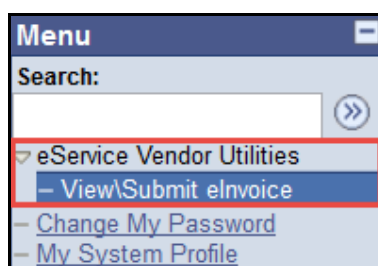 Menu
Search:
eService Vendor Utilities
– View\Submit eInvoice
– Change My Password
– My System Profile